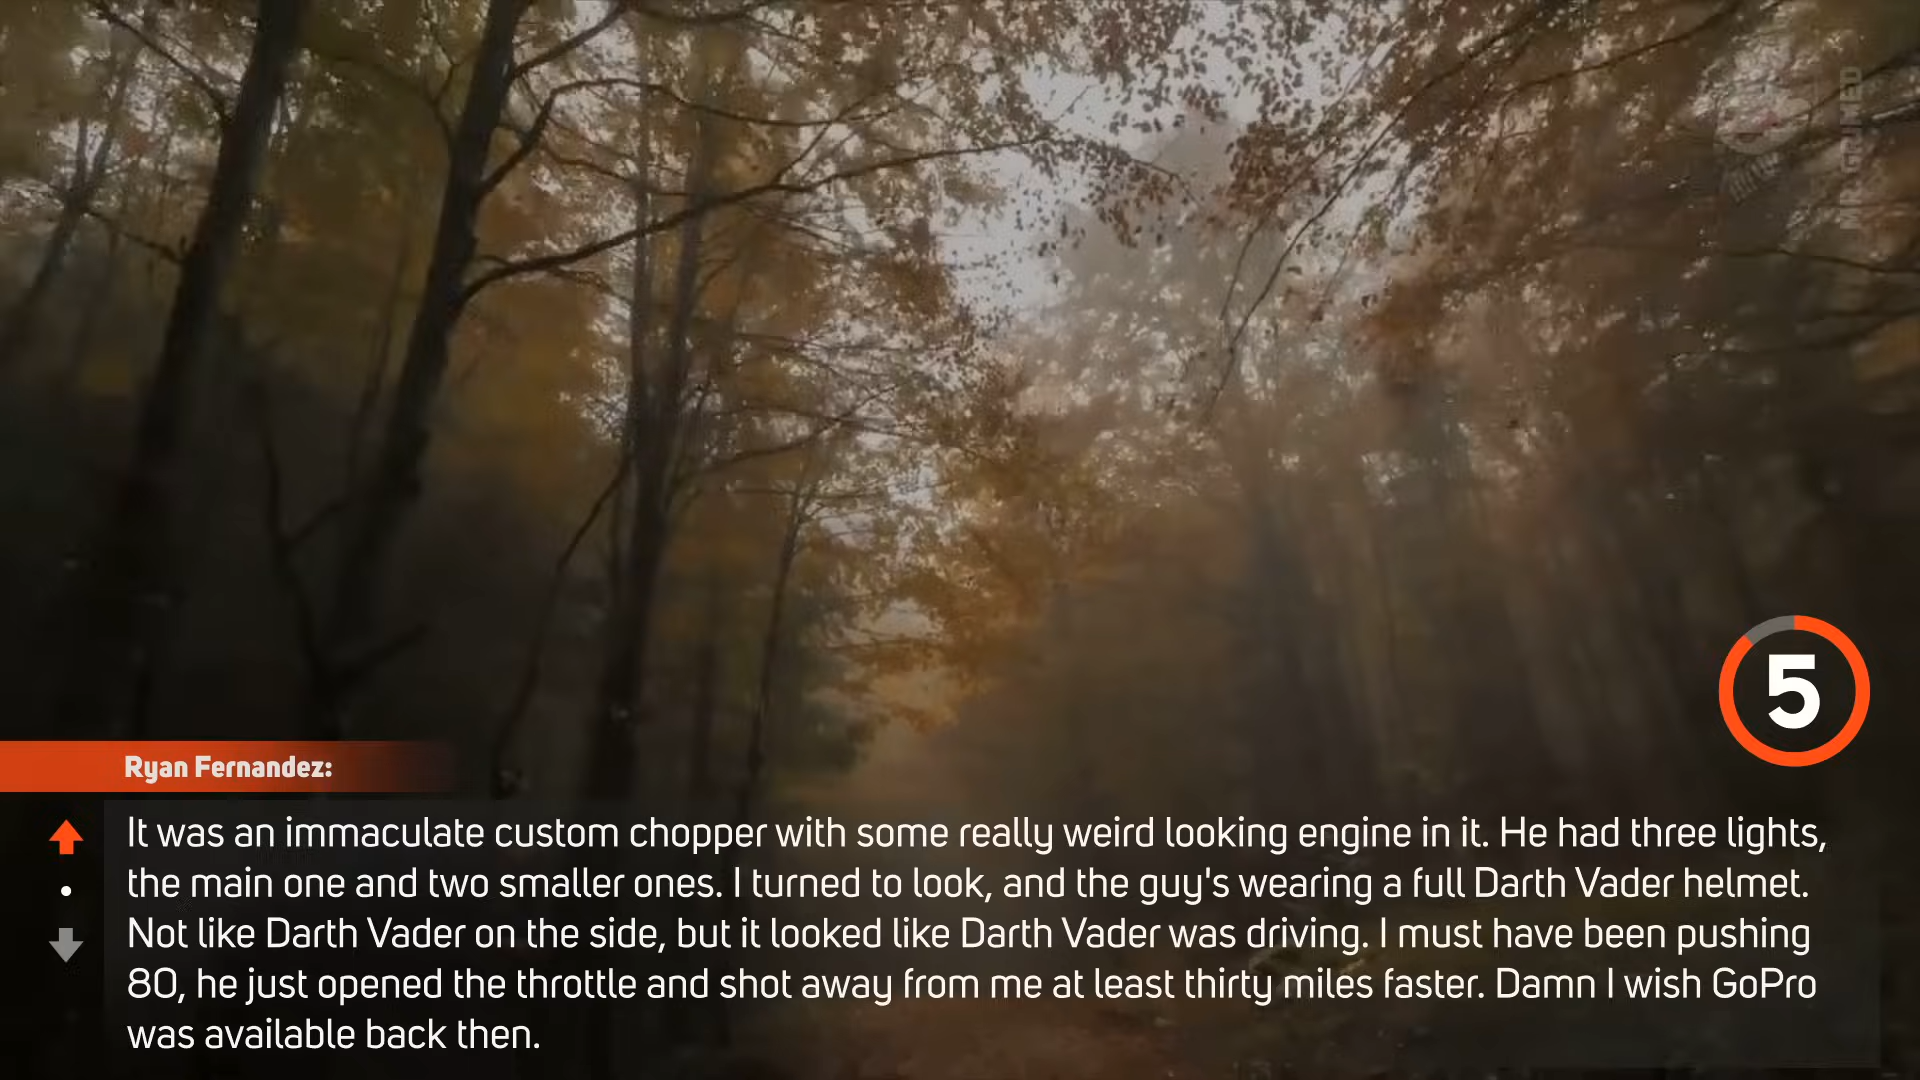 MAGRINED
5
Ryan Fernandez:
It was an immaculate custom chopper with some really weird looking engine in it. He had three lights,
the main one and two smaller ones. I turned to look, and the guy's wearing a full Darth Vader helmet.
Not like Darth Vader on the side, but it looked like Darth Vader was driving. I must have been pushing
80, he just opened the throttle and shot away from me at least thirty miles faster. Damn I wish GoPro
was available back then.